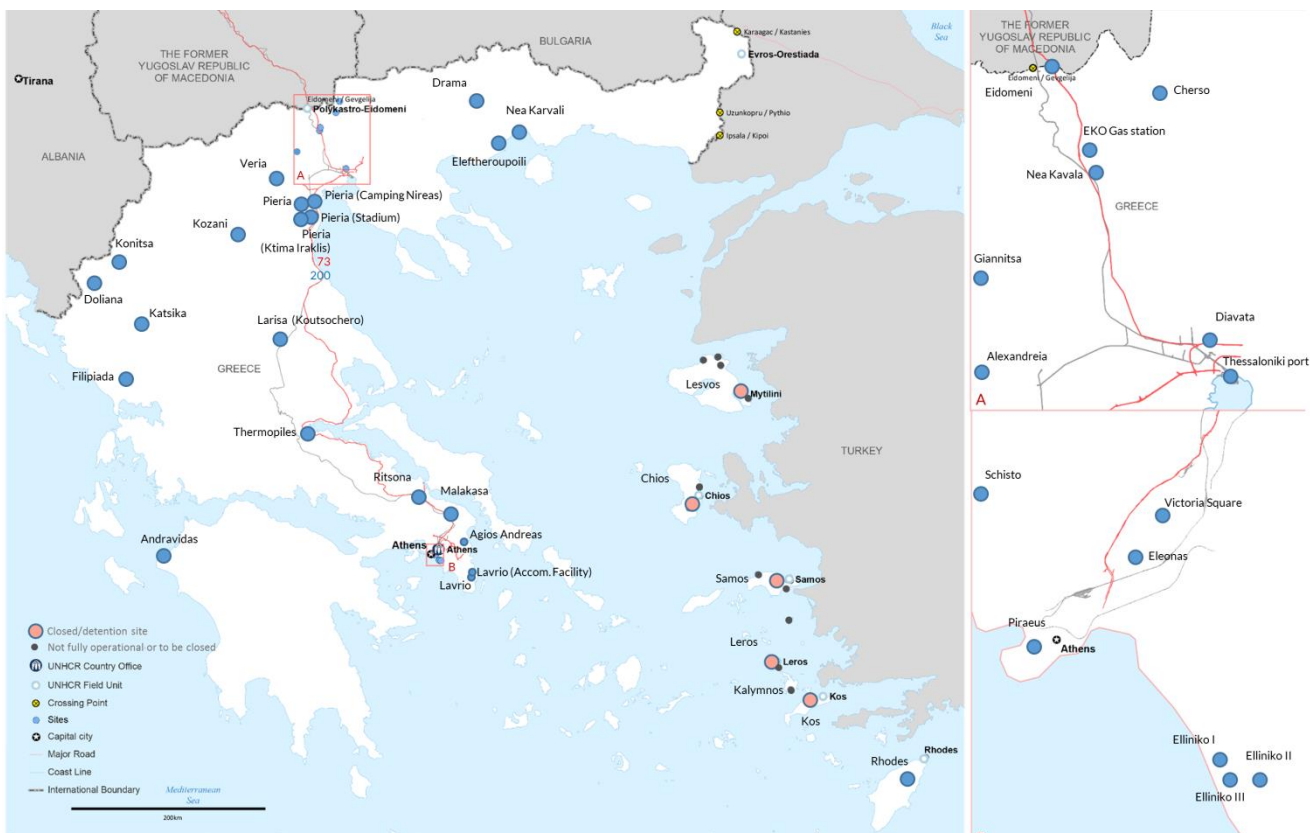 Black
Sea
Karaagac / Kastanies
BULGARIA
THE FORMER
YUGOSLAV REPUBLIC
OF MACEDONIA
Evros-Orestiada
Tirana
Drama
Eidomeni / Gevgelija
Polykastro-Eidomeni
Nea Karvali
Uzunkopru / Pythio
Ipsala / Kipoi
ALBANIA
Eleftheroupoili
Veria
A
Pieria
Pieria (Camping Nireas)
Pieria (Stadium)
Kozani
Pieria
(Ktima Iraklis)
Konitsa
73
200
Doliana
Katsika
Larisa (Koutsochero)
GREECE
Filipiada
Lesvos
Mytilini
Thermopiles
TURKEY
Chios
Chios
Ritsona
Malakasa
Andravidas
Agios Andreas
Athens
Athens
B
Lavrio (Accom. Facility)
Lavrio
Samos
Samos
Leros
Leros
Kalymnos
Kos
Kos
Rhodes
Rhodes
Closed/detention site
Not fully operational or to be closed
UNHCR Country Office
UNHCR Field Unit
Crossing Point
Sites
Capital city
Major Road
Coast Line
International Boundary
Mediterranean
Sea
200km
THE FORMER
YUGOSLAV REPUBLIC
OF MACEDONIA
Eidomeni / Gevgelija
Eidomeni
Cherso
EKO Gas station
Nea Kavala
GREECE
Giannitsa
Diavata
Alexandreia
Thessaloniki port
A
Schisto
Victoria Square
Eleonas
Piraeus
Athens
Elliniko I
Elliniko II
Elliniko III